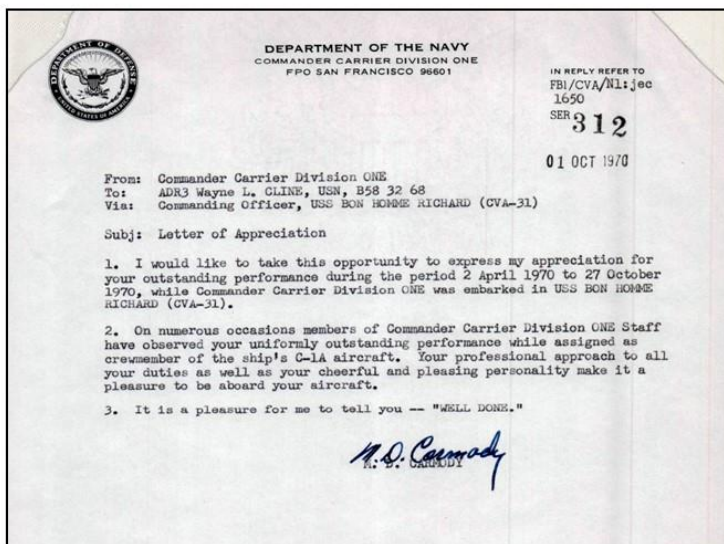 DEPARTMENT OF DEFENSE
UNITED STATES OF AMERICA
DEPARTMENT OF THE NAVY
COMMANDER CARRIER DIVISION ONE
FPO SAN FRANCISCO 96601
IN REPLY REFER TO
FB1/CVA/N1:jec
1650
SER 312
01 OCT 1970
From: Commander Carrier Division ONE
To: ADR3 Wayne L. CLINE, USN, B58 32 68
Via: Commanding Officer, USS BON HOMME RICHARD (CVA-31)
Subj: Letter of Appreciation
1. I would like to take this opportunity to express my appreciation for
your outstanding performance during the period 2 April 1970 to 27 October
1970, while Commander Carrier Division ONE was embarked in USS BON HOMME
RICHARD (CVA-31).
2. On numerous occasions members of Commander Carrier Division ONE Staff
have observed your uniformly outstanding performance while assigned as
crewmember of the ship's C-1A aircraft. Your professional approach to all
your duties as well as your cheerful and pleasing personality make it a
pleasure to be aboard your aircraft.
3. It is a pleasure for me to tell you -- "WELL DONE."
D. Carmody
D. CARMODY